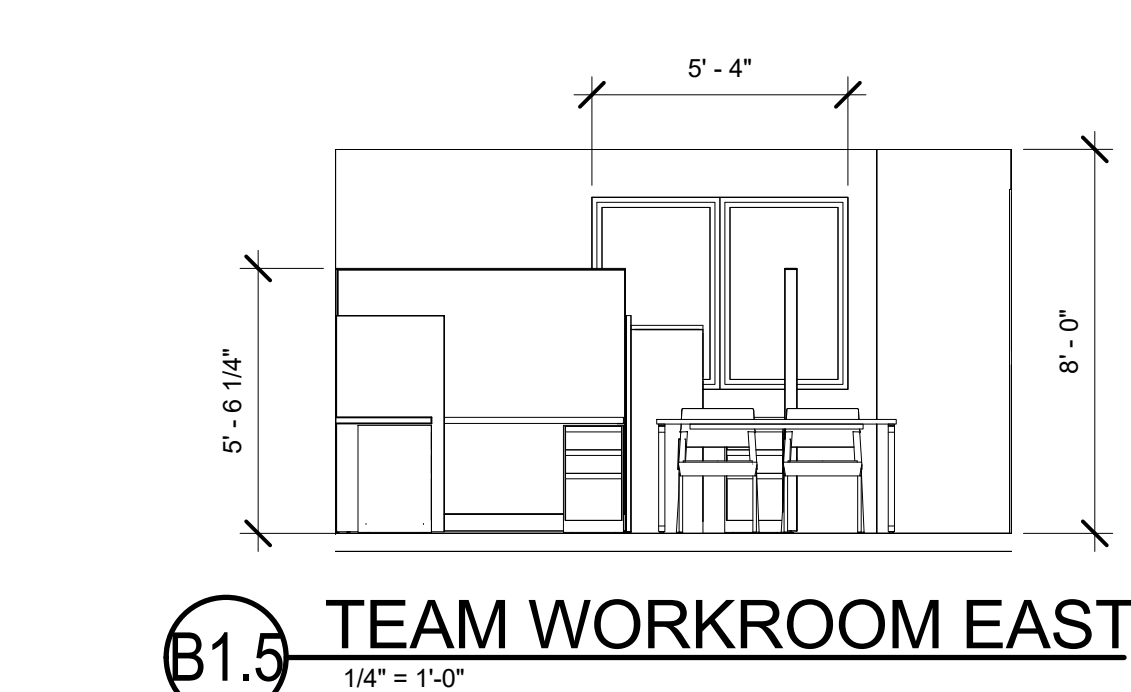 5' - 4"
5' - 6 1/4"
8' - 0"
B1.5
TEAM WORKROOM EAST
1/4" = 1'-0"